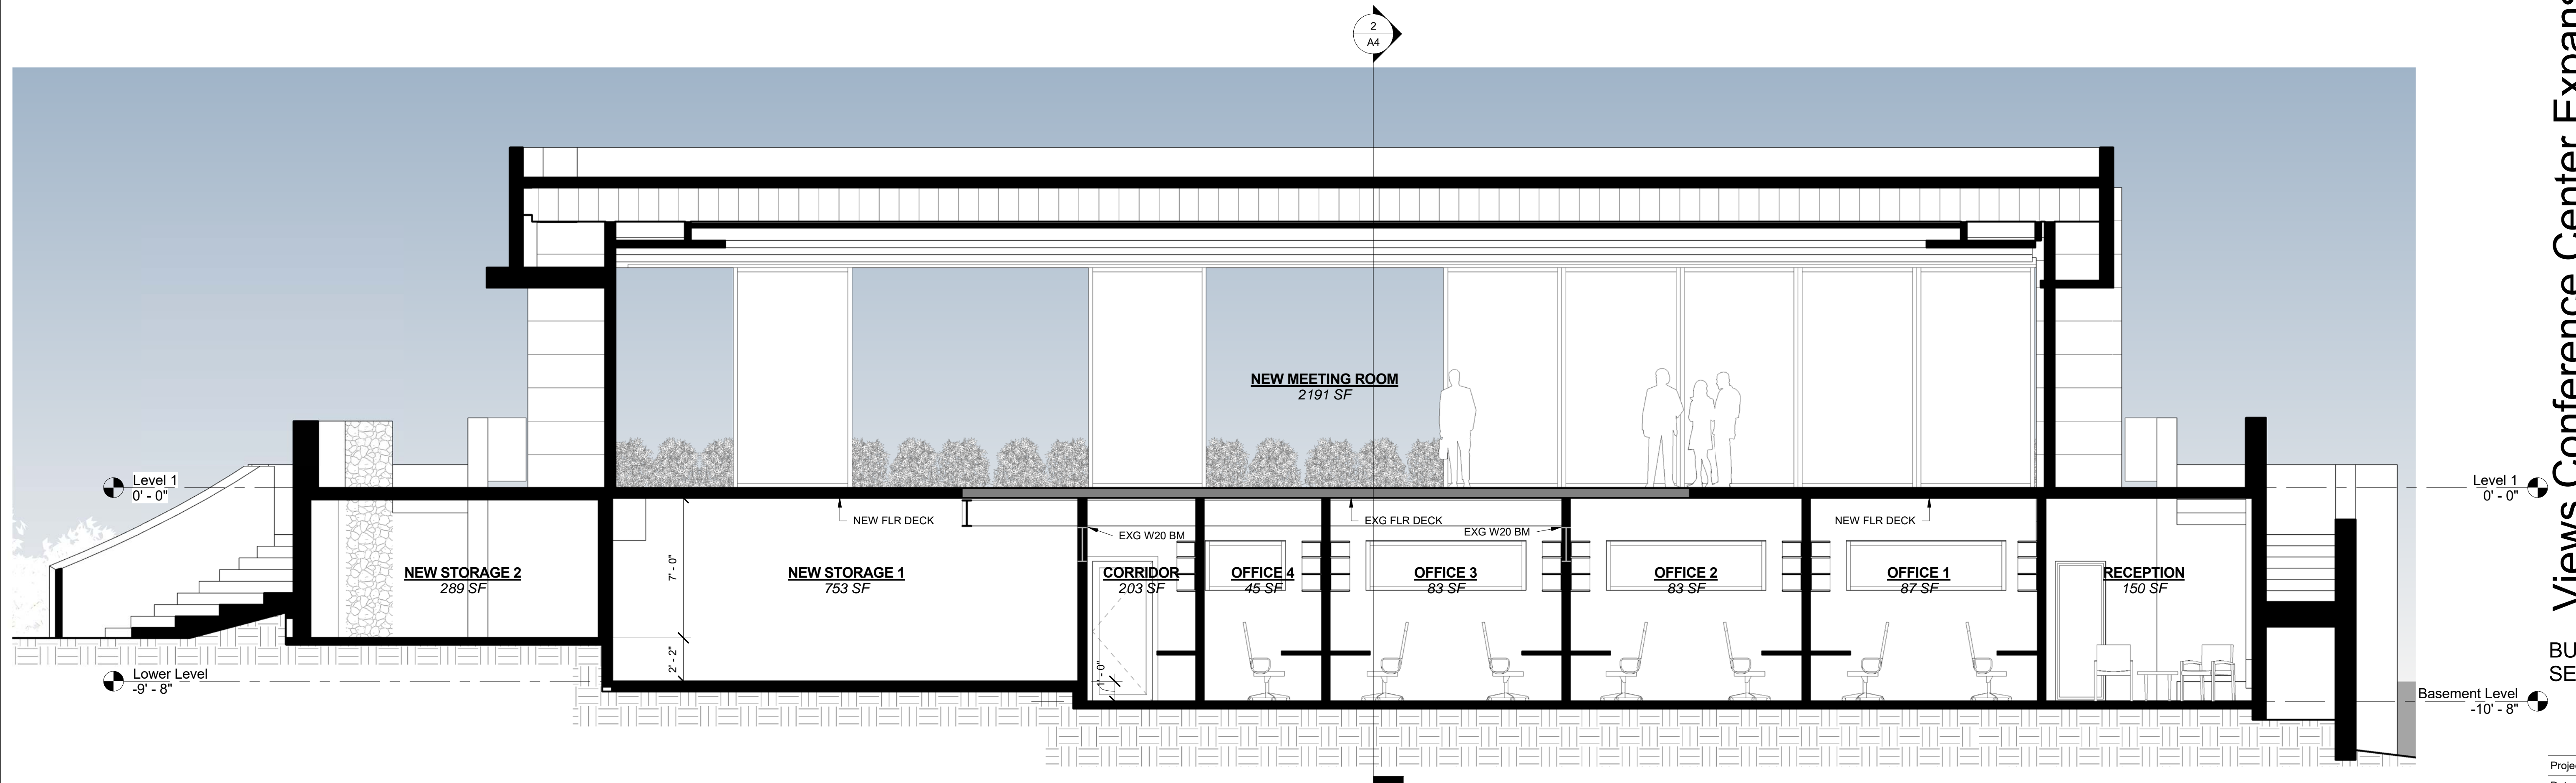 2
A4
NEW MEETING ROOM
2191 SF
Level 1
0' - 0"
Level 1
0' - 0"
NEW FLR DECK
EXG FLR DECK
NEW FLR DECK
EXG W20 BM
EXG W20 BM
7' - 0"
NEW STORAGE 2
289 SF
NEW STORAGE 1
753 SF
CORRIDOR
203 SF
OFFICE 4
45 SF
OFFICE 3
83 SF
OFFICE 2
83 SF
OFFICE 1
87 SF
RECEPTION
150 SF
2' - 2"
1' - 0"
Lower Level
-9' - 8"
Basement Level
-10' - 8"
Views Conference Center Expans
BU
SE
Projec